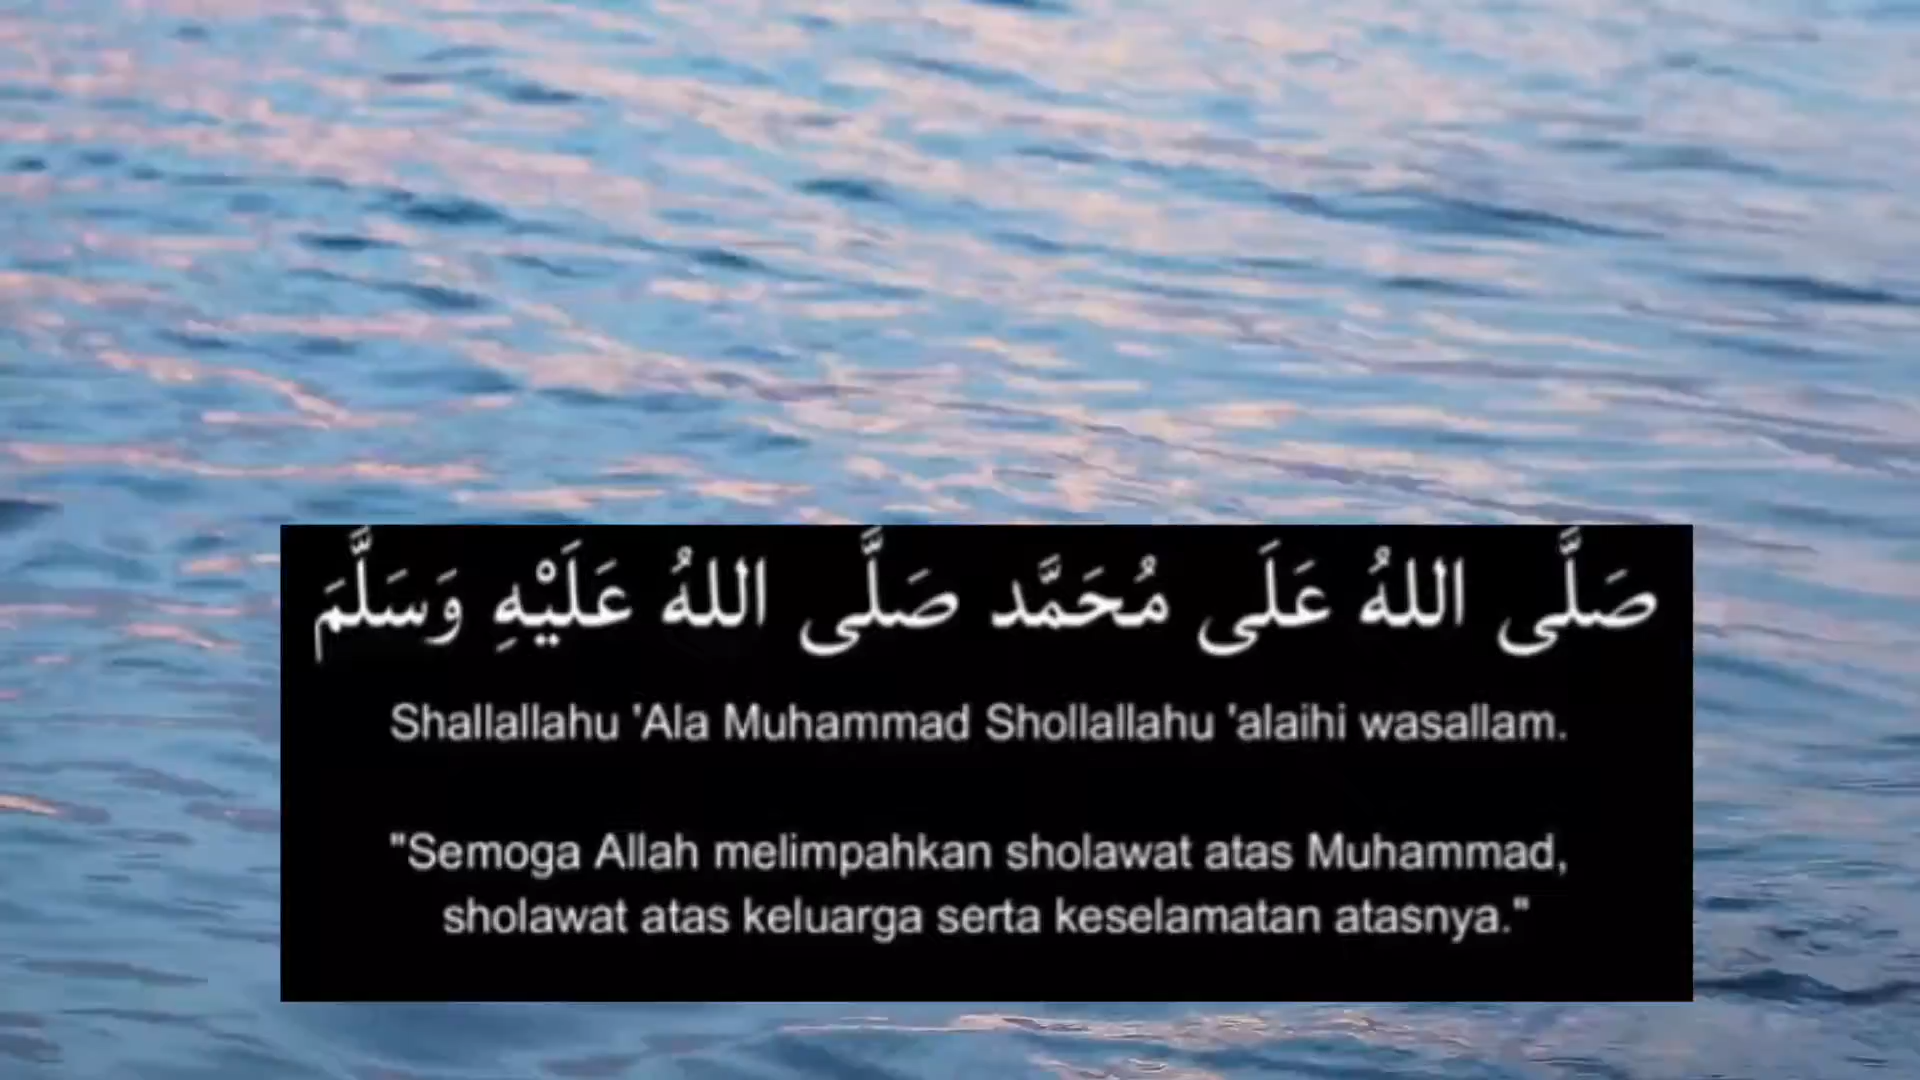 صَلَّى اللهُ عَلَى مُحَمَّد صَلَّى اللهُ عَلَيْهِ وَسَلَّمَ
Shallallahu 'Ala Muhammad Shollallahu 'alaihi wasallam.
"Semoga Allah melimpahkan sholawat atas Muhammad,
sholawat atas keluarga serta keselamatan atasnya."